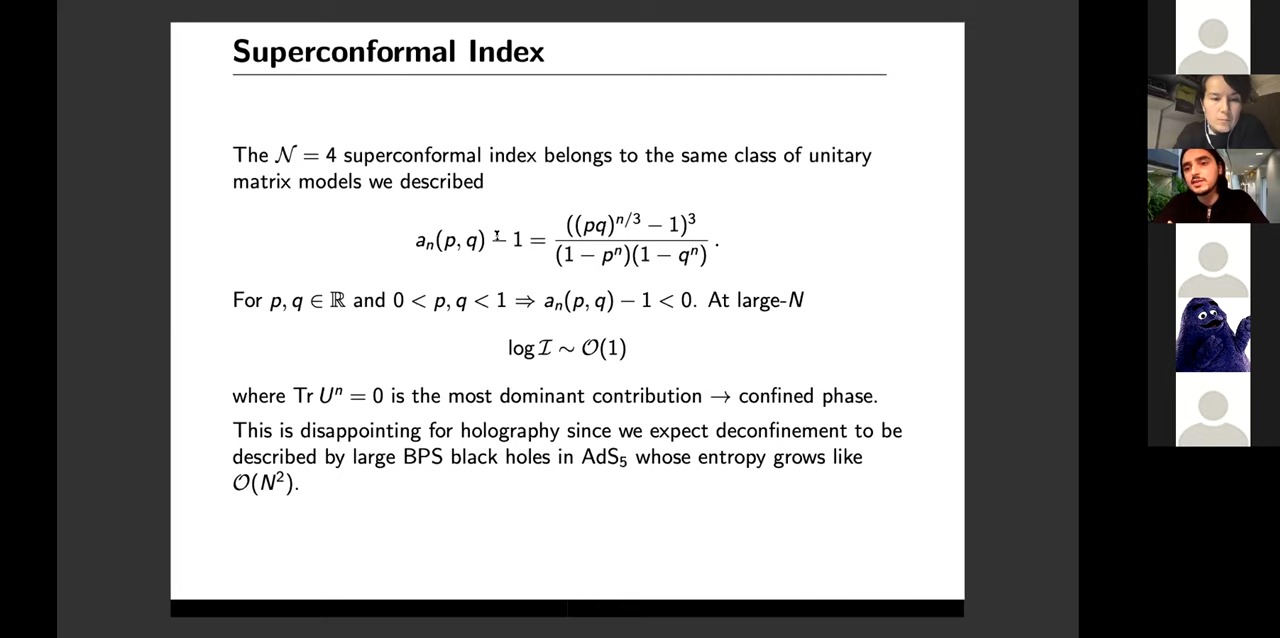 Superconformal Index
The 𝒩 = 4 superconformal index belongs to the same class of unitary
matrix models we described
aₙ(p, q) − 1 = ((pq)^{n/3} − 1)³ / (1 − pⁿ)(1 − qⁿ) .
For p, q ∈ ℝ and 0 < p, q < 1 ⇒ aₙ(p, q) − 1 < 0. At large-N
log ℐ ∼ 𝒪(1)
where Tr Uⁿ = 0 is the most dominant contribution → confined phase.
This is disappointing for holography since we expect deconfinement to be
described by large BPS black holes in AdS₅ whose entropy grows like
𝒪(N²).